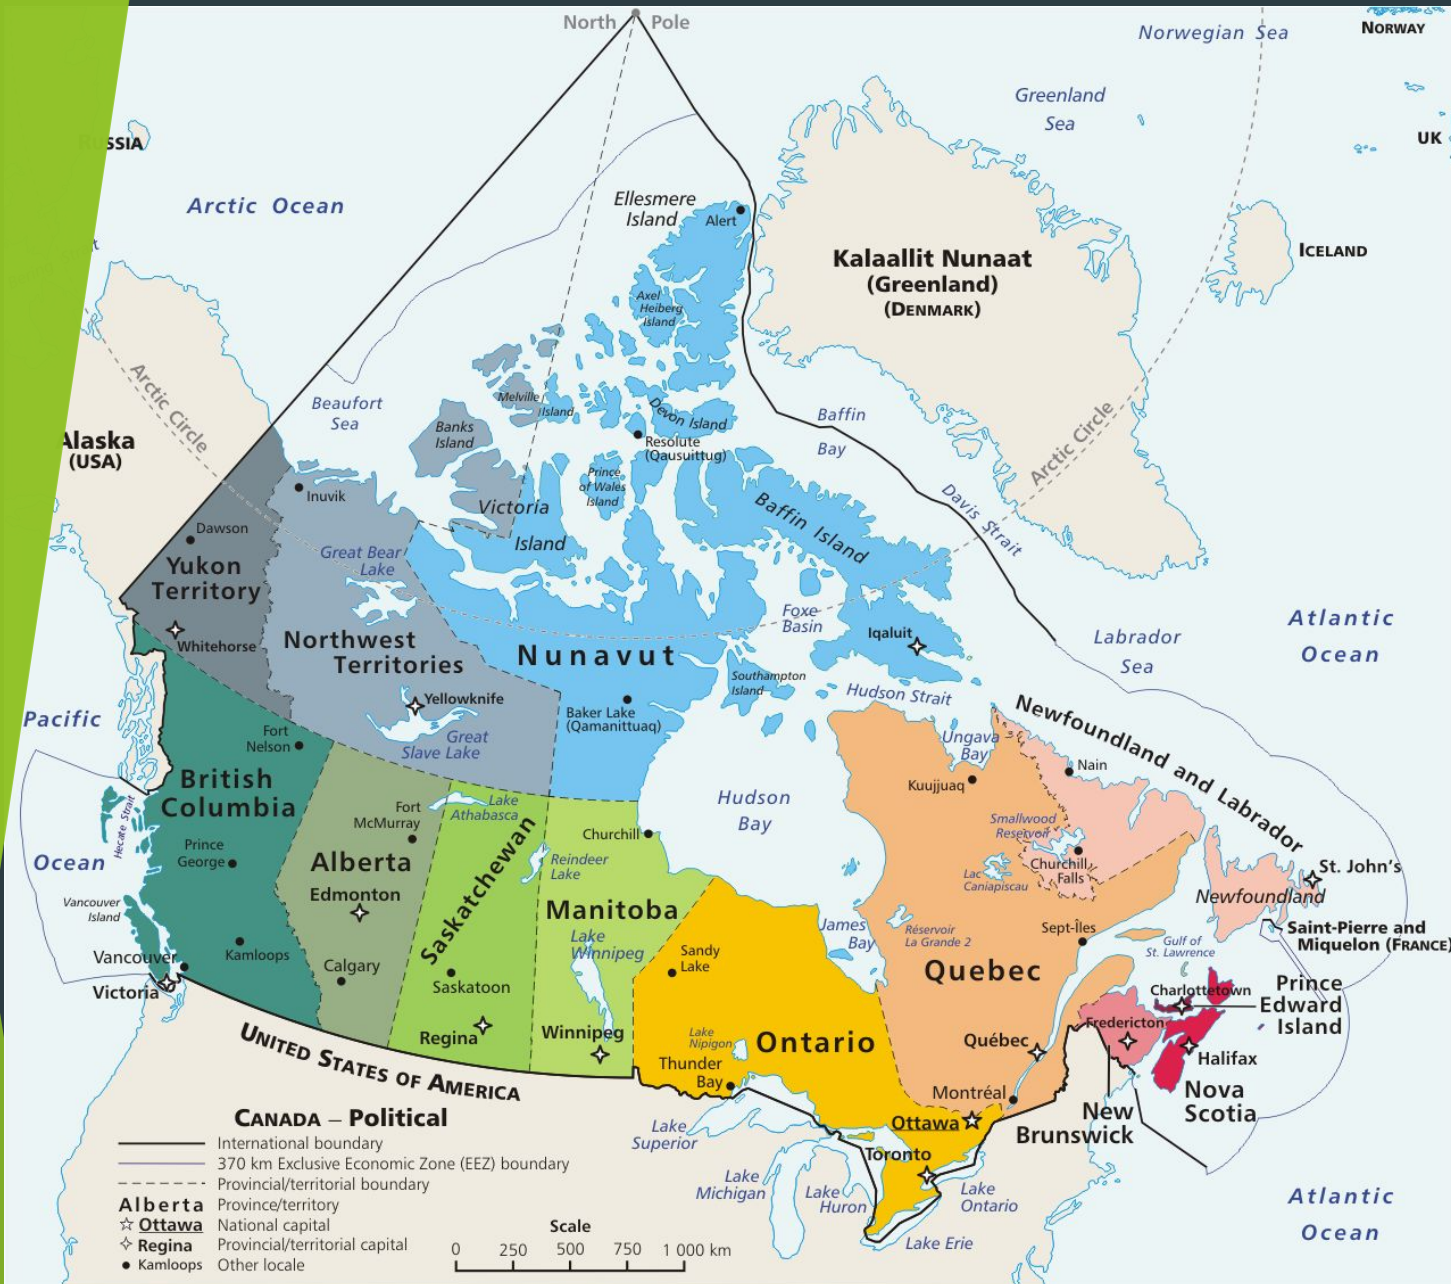 North Pole
Norwegian Sea
NORWAY
Greenland
Sea
RUSSIA
UK
Arctic Ocean
Ellesmere
Island
Alert
Kalaallit Nunaat
(Greenland)
(DENMARK)
ICELAND
Axel
Heiberg
Island
Arctic Circle
Beaufort
Sea
Melville
Island
Devon Island
Banks
Island
Resolute
(Qausuittuq)
Baffin
Bay
Arctic Circle
Alaska
(USA)
Prince
of Wales
Island
Inuvik
Victoria
Island
Baffin Island
Davis Strait
Dawson
Yukon
Territory
Whitehorse
Great Bear
Lake
Northwest
Territories
Nunavut
Foxe
Basin
Iqaluit
Atlantic
Ocean
Labrador
Sea
Southampton
Island
Hudson Strait
Yellowknife
Great
Slave Lake
Baker Lake
(Qamanittuaq)
Pacific
Ocean
Fort
Nelson
British
Columbia
Hecate Strait
Prince
George
Vancouver
Island
Kamloops
Vancouver
Victoria
Fort
McMurray
Alberta
Edmonton
Calgary
Lake
Athabasca
Saskatchewan
Saskatoon
Regina
Reindeer
Lake
Churchill
Manitoba
Lake
Winnipeg
Winnipeg
Hudson
Bay
James
Bay
Sandy
Lake
Lake
Nipigon
Thunder
Bay
Ontario
Ottawa
Toronto
Ungava
Bay
Kuujjuaq
Newfoundland and Labrador
Nain
Smallwood
Reservoir
Churchill
Falls
Lac
Caniapiscau
Réservoir
La Grande 2
Sept-Îles
Quebec
Québec
Montréal
St. John's
Newfoundland
Saint-Pierre and
Miquelon (FRANCE)
Gulf of
St. Lawrence
Charlottetown
Prince
Edward
Island
Fredericton
Halifax
Nova
Scotia
New
Brunswick
UNITED STATES OF AMERICA
Lake
Superior
Lake
Michigan
Lake
Huron
Lake
Ontario
Lake Erie
Atlantic
Ocean
CANADA – Political
International boundary
370 km Exclusive Economic Zone (EEZ) boundary
Provincial/territorial boundary
Alberta Province/territory
Ottawa National capital
Regina Provincial/territorial capital
Kamloops Other locale
Scale
0 250 500 750 1 000 km